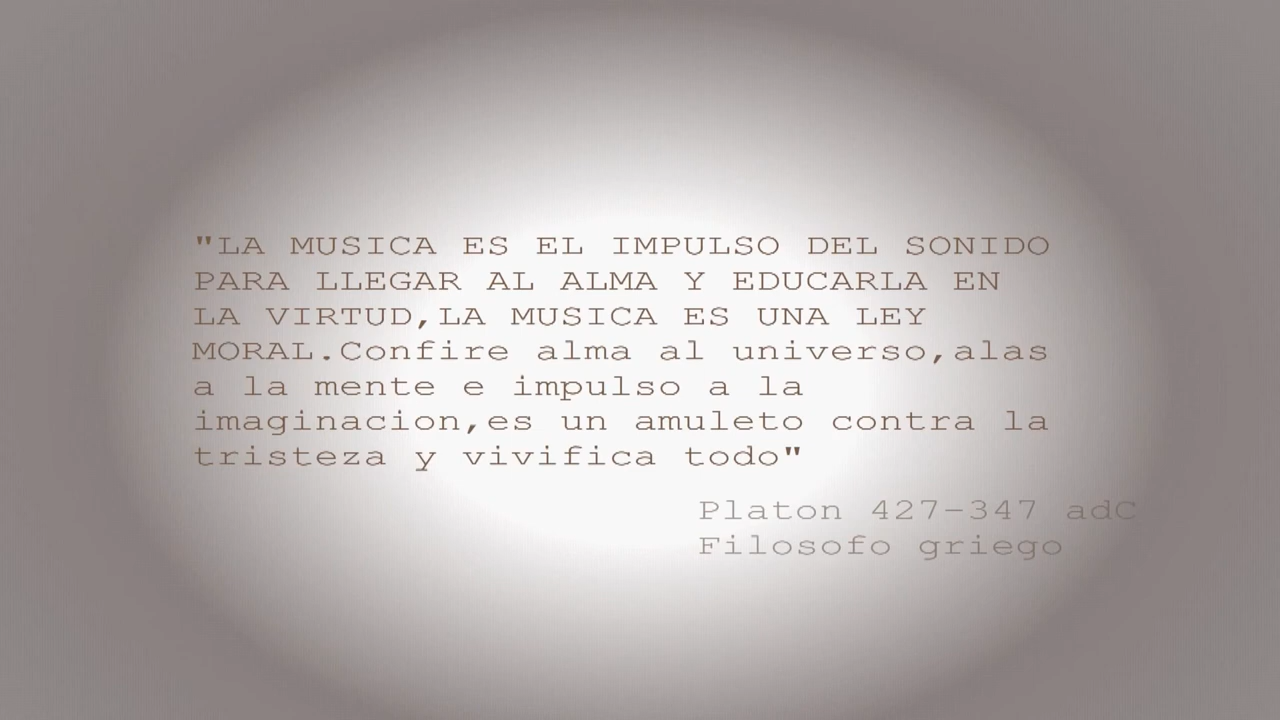 "LA MUSICA ES EL IMPULSO DEL SONIDO
PARA LLEGAR AL ALMA Y EDUCARLA EN
LA VIRTUD,LA MUSICA ES UNA LEY
MORAL.Confire alma al universo,alas
a la mente e impulso a la
imaginacion,es un amuleto contra la
tristeza y vivifica todo"
Platon 427-347 adC
Filosofo griego